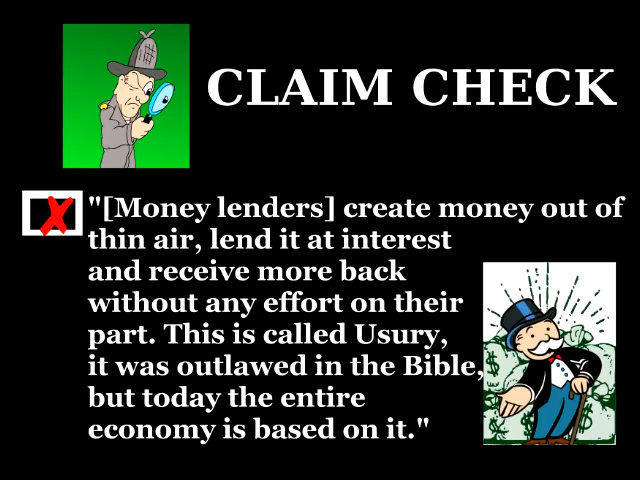 CLAIM CHECK
"[Money lenders] create money out of
thin air, lend it at interest
and receive more back
without any effort on their
part. This is called Usury,
it was outlawed in the Bible,
but today the entire
economy is based on it."